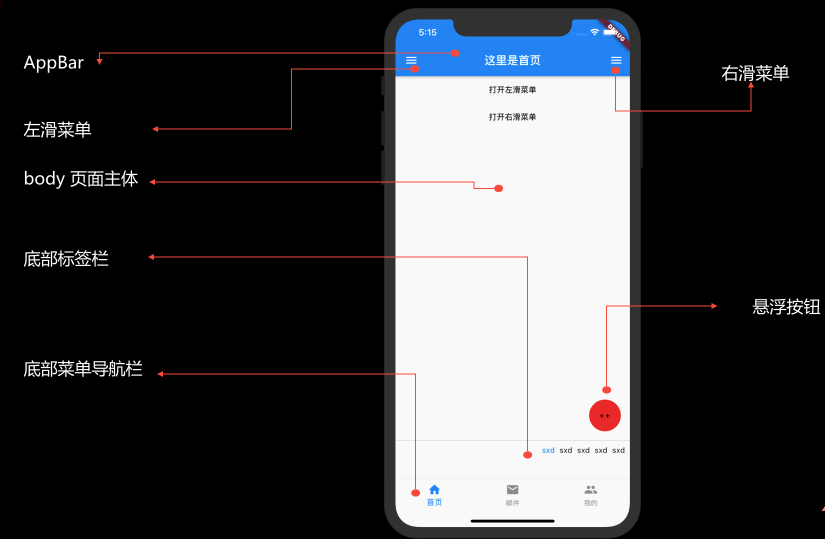 5:15
DEBUG
AppBar
这里是首页
右滑菜单
打开左滑菜单
打开右滑菜单
左滑菜单
body 页面主体
底部标签栏
悬浮按钮
底部菜单导航栏
++
sxd sxd sxd sxd sxd
首页 邮件 我的